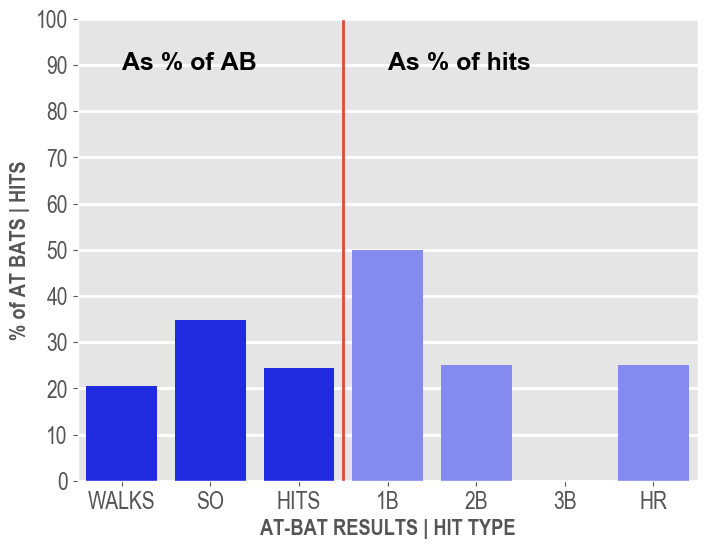 100
90
80
70
60
50
40
30
20
10
0
% of AT BATS | HITS
As % of AB
As % of hits
WALKS SO HITS 1B 2B 3B HR
AT-BAT RESULTS | HIT TYPE